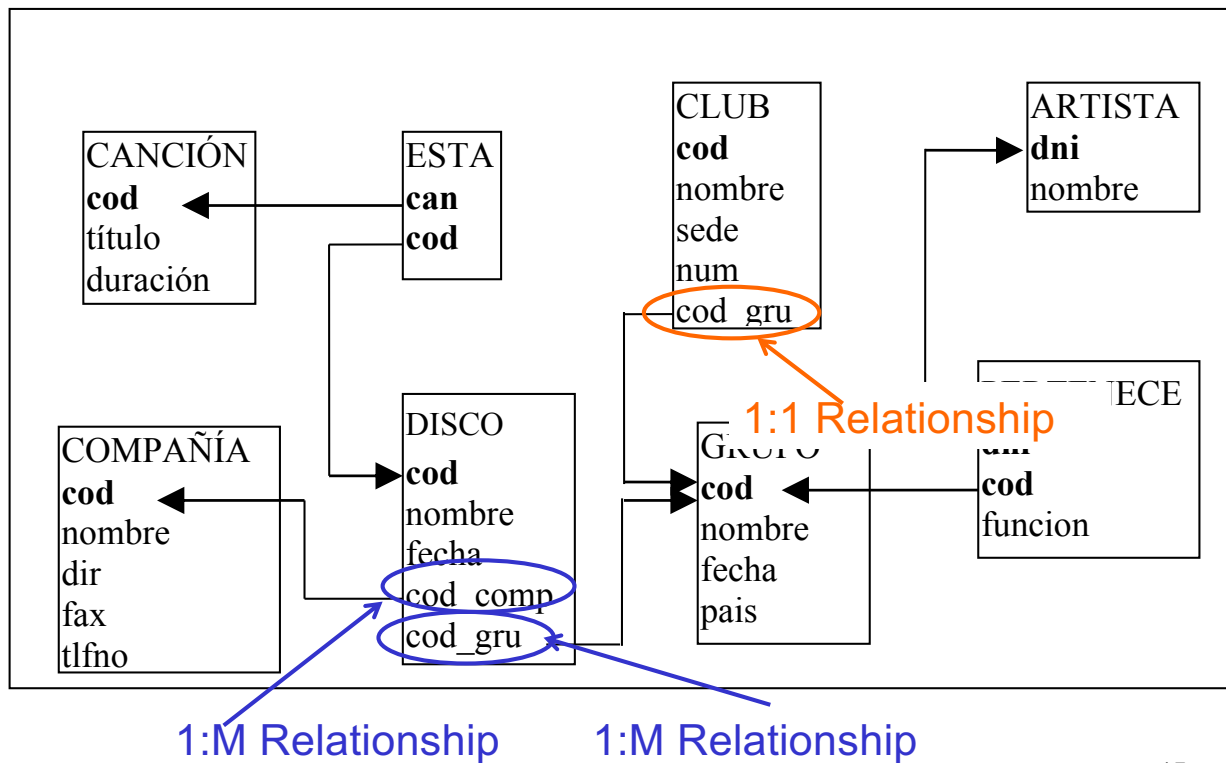 CANCIÓN
cod
título
duración
ESTA
can
cod
CLUB
cod
nombre
sede
num
cod_gru
ARTISTA
dni
nombre
1:1 Relationship
COMPAÑÍA
cod
nombre
dir
fax
tlfno
DISCO
cod
nombre
fecha
cod_comp
cod_gru
GRUPO
cod
nombre
fecha
pais
cod
funcion
1:M Relationship
1:M Relationship